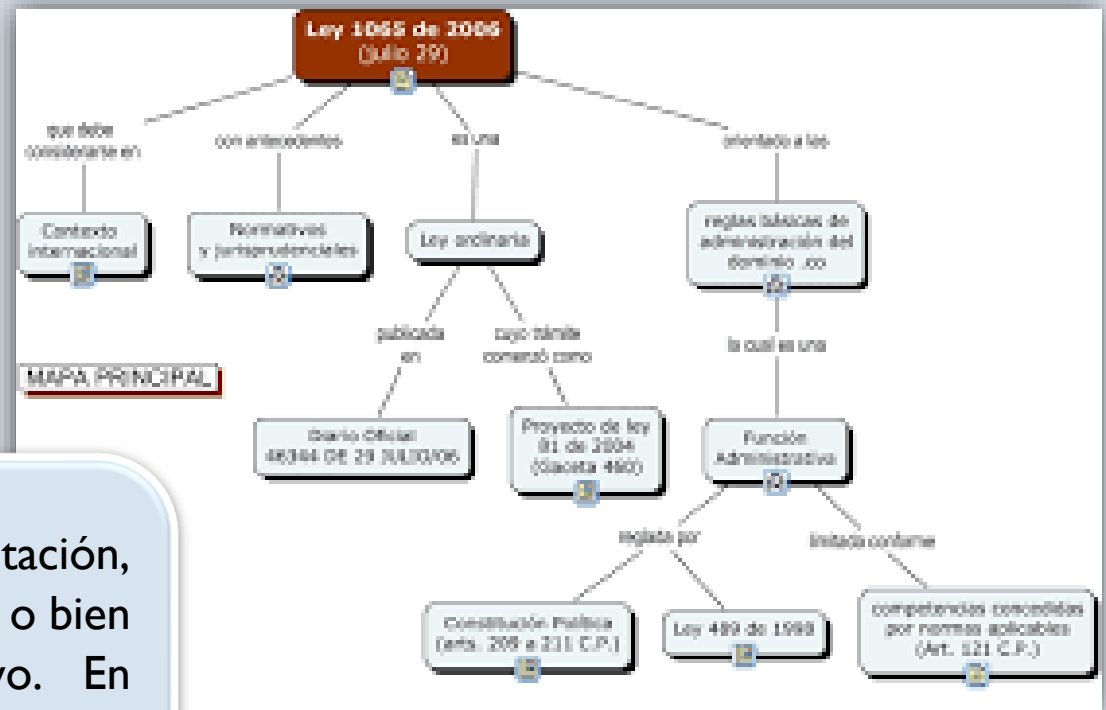 Ley 1065 de 2006
(julio 29)
que debe
considerarse en
con antecedentes
es una
orientado a las
Contexto
internacional
Normativos
y jurisprudenciales
Ley ordinaria
reglas básicas de
administración del
dominio .co
publicada
en
cuyo trámite
comenzó como
la cual es una
MAPA PRINCIPAL
Diario Oficial
46344 DE 29 JULIO/06
Proyecto de ley
81 de 2004
(Gaceta 460)
Función
Administrativa
reglada por
limitada conforme
Constitución Política
(arts. 209 a 211 C.P.)
Ley 489 de 1998
competencias concedidas
por normas aplicables
(Art. 121 C.P.)
tación,
o bien
vo. En